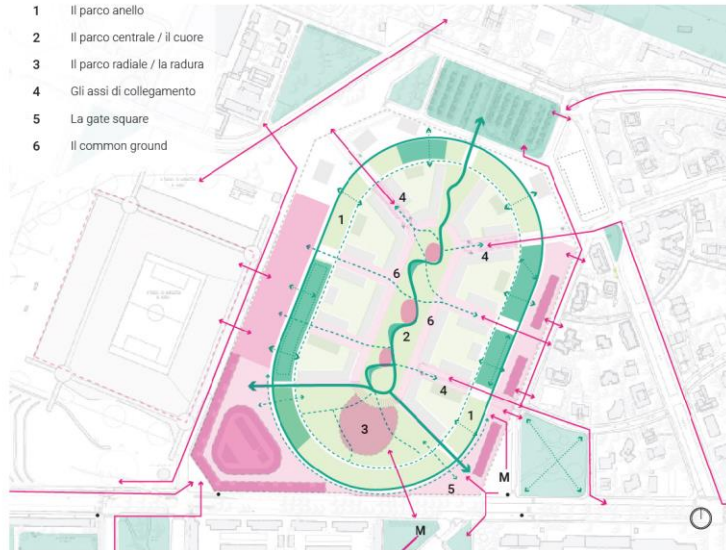 1 Il parco anello
2 Il parco centrale / il cuore
3 Il parco radiale / la radura
4 Gli assi di collegamento
5 La gate square
6 Il common ground
4
1
4
6
6
2
4
1
3
M
5
M